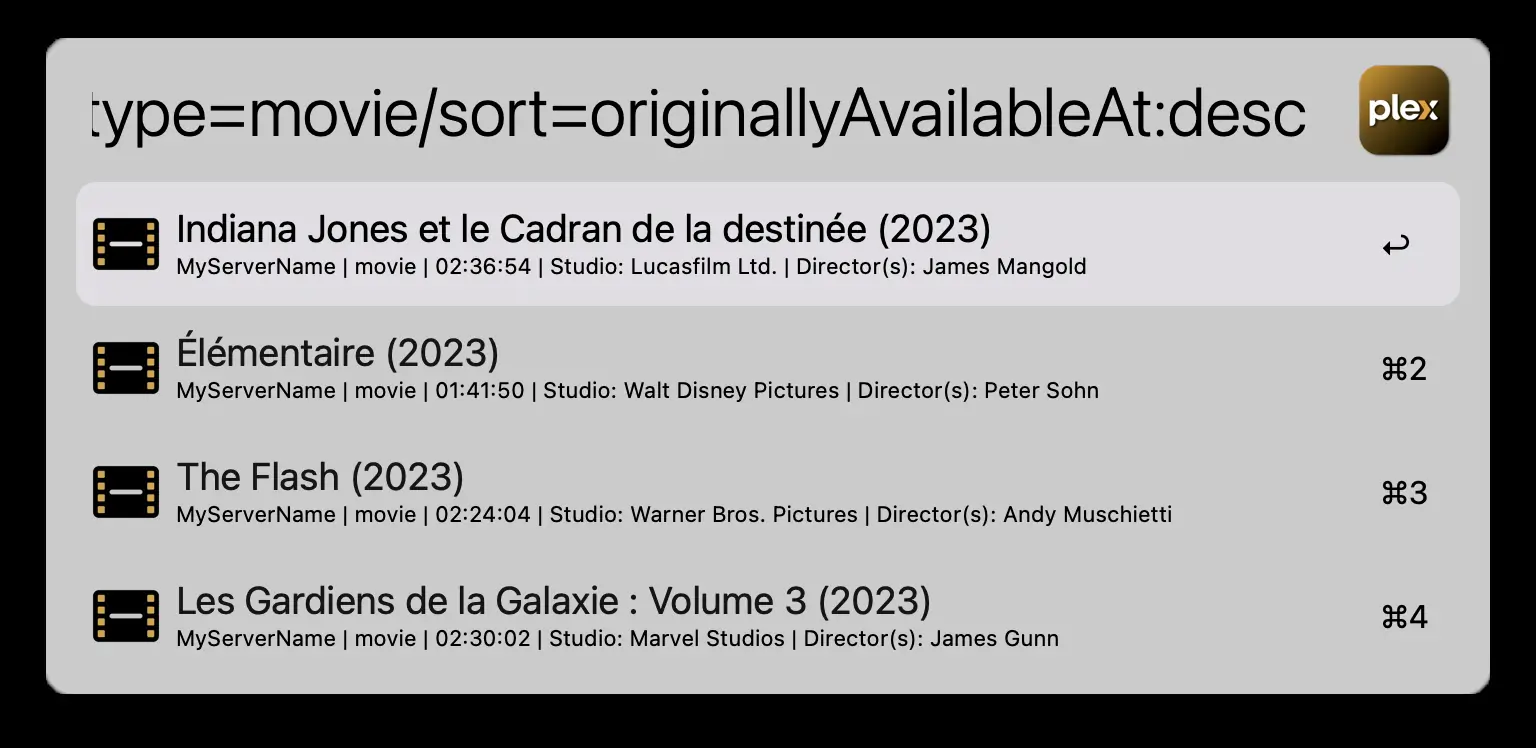 type=movie/sort=originallyAvailableAt:desc
plex
Indiana Jones et le Cadran de la destinée (2023)
MyServerName | movie | 02:36:54 | Studio: Lucasfilm Ltd. | Director(s): James Mangold
Élémentaire (2023)
MyServerName | movie | 01:41:50 | Studio: Walt Disney Pictures | Director(s): Peter Sohn
⌘2
The Flash (2023)
MyServerName | movie | 02:24:04 | Studio: Warner Bros. Pictures | Director(s): Andy Muschietti
⌘3
Les Gardiens de la Galaxie : Volume 3 (2023)
MyServerName | movie | 02:30:02 | Studio: Marvel Studios | Director(s): James Gunn
⌘4